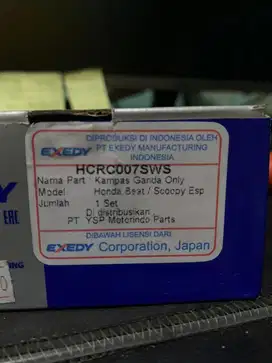 DIPRODUKSI DI INDONESIA OLEH
EXEDY PT EXEDY MANUFACTURING
INDONESIA
HCRC007SWS
Nama Part : Kampas Ganda Only
Model : Honda Beat / Scoopy Esp
Jumlah : 1 Set
Di distribusikan
PT YSP Motorindo Parts
DIBAWAH LISENSI DARI
EXEDY Corporation, Japan